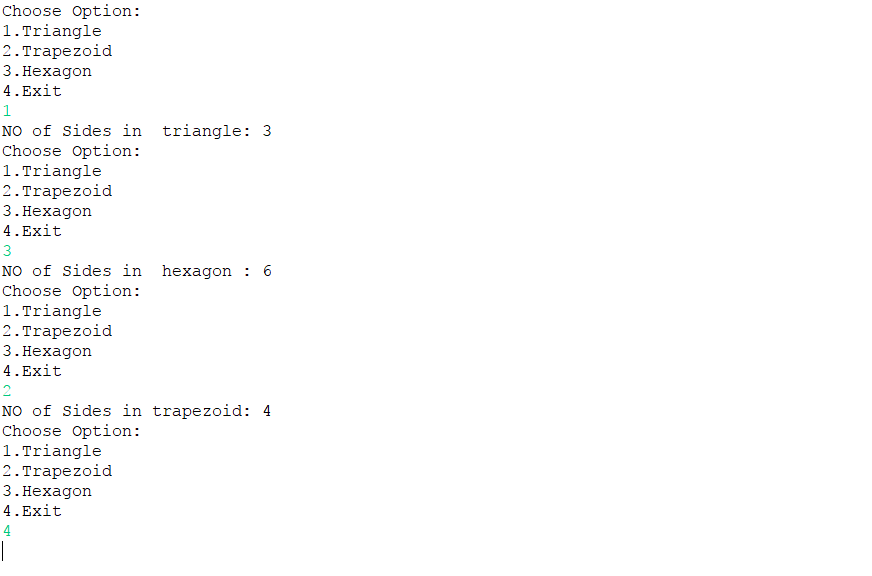 Choose Option:
1.Triangle
2.Trapezoid
3.Hexagon
4.Exit
1
NO of Sides in  triangle: 3
Choose Option:
1.Triangle
2.Trapezoid
3.Hexagon
4.Exit
3
NO of Sides in  hexagon : 6
Choose Option:
1.Triangle
2.Trapezoid
3.Hexagon
4.Exit
2
NO of Sides in trapezoid: 4
Choose Option:
1.Triangle
2.Trapezoid
3.Hexagon
4.Exit
4